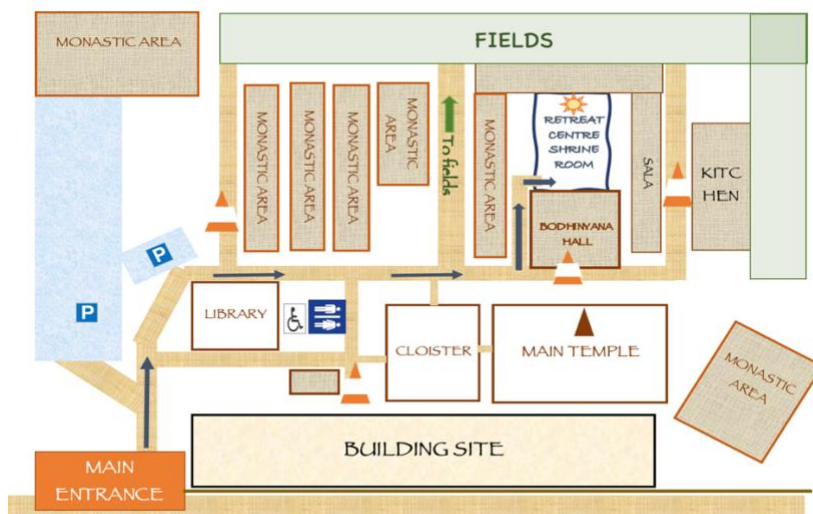 MONASTIC AREA
FIELDS
MONASTIC AREA
MONASTIC AREA
MONASTIC AREA
MONASTIC
AREA
To fields
MONASTIC AREA
RETREAT
CENTRE
SHRINE
ROOM
SALA
KITC
HEN
BODHINYANA
HALL
P
P
LIBRARY
CLOISTER
MAIN TEMPLE
MONASTIC
AREA
BUILDING SITE
MAIN
ENTRANCE